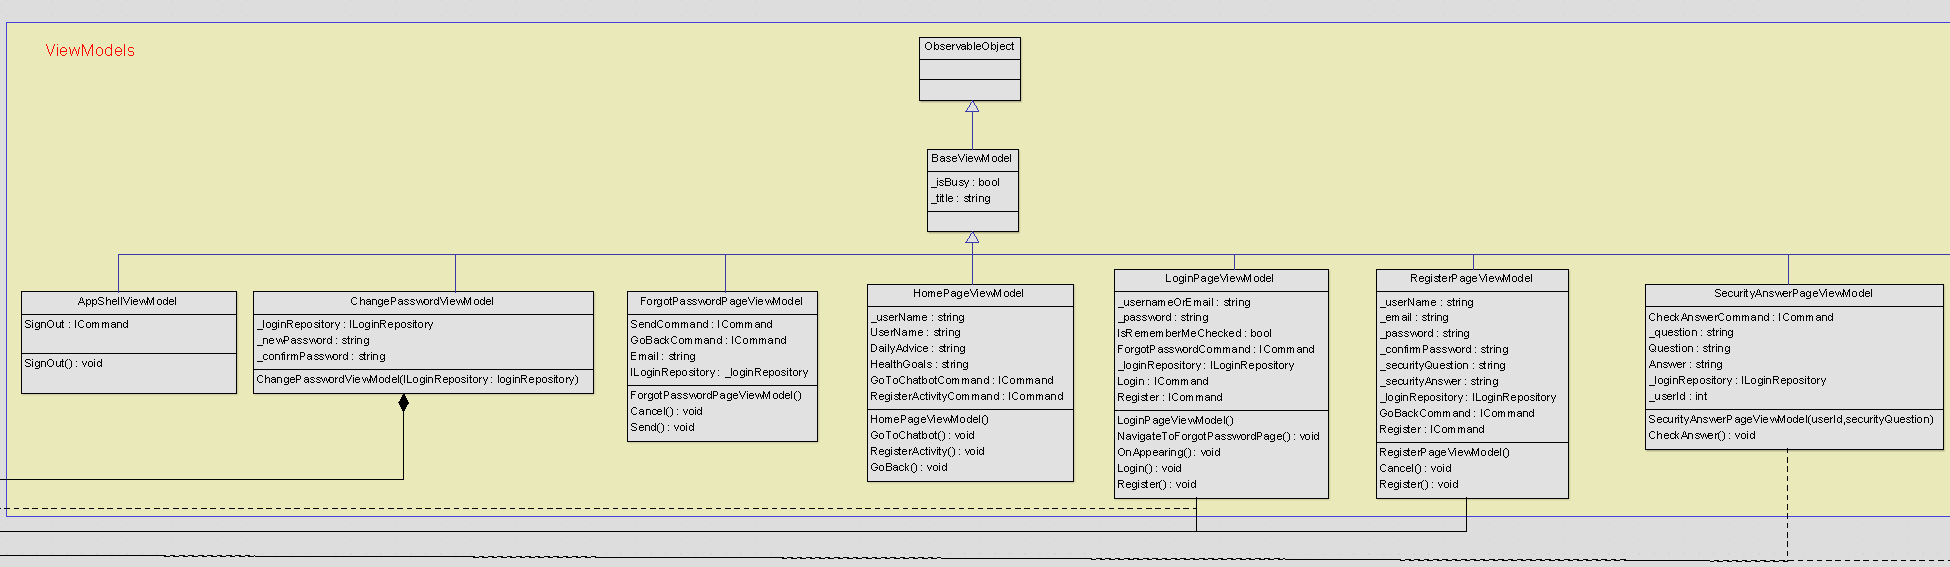 ViewModels
ObservableObject
BaseViewModel
_isBusy : bool
_title : string
AppShellViewModel
SignOut : ICommand
SignOut() : void
ChangePasswordViewModel
_loginRepository : ILoginRepository
_newPassword : string
_confirmPassword : string
ChangePasswordViewModel(ILoginRepository : loginRepository)
ForgotPasswordPageViewModel
SendCommand : ICommand
GoBackCommand : ICommand
Email : string
ILoginRepository : _loginRepository
ForgotPasswordPageViewModel()
Cancel() : void
Send() : void
HomePageViewModel
_userName : string
UserName : string
DailyAdvice : string
HealthGoals : string
GoToChatbotCommand : ICommand
RegisterActivityCommand : ICommand
HomePageViewModel()
GoToChatbot() : void
RegisterActivity() : void
GoBack() : void
LoginPageViewModel
_usernameOrEmail : string
_password : string
IsRememberMeChecked : bool
ForgotPasswordCommand : ICommand
_loginRepository : ILoginRepository
Login : ICommand
Register : ICommand
LoginPageViewModel()
NavigateToForgotPasswordPage() : void
OnAppearing() : void
Login() : void
Register() : void
RegisterPageViewModel
_userName : string
_email : string
_password : string
_confirmPassword : string
_securityQuestion : string
_securityAnswer : string
_loginRepository : ILoginRepository
GoBackCommand : ICommand
Register : ICommand
RegisterPageViewModel()
Cancel() : void
Register() : void
SecurityAnswerPageViewModel
CheckAnswerCommand : ICommand
_question : string
Question : string
Answer : string
_loginRepository : ILoginRepository
_userId : int
SecurityAnswerPageViewModel(userId,securityQuestion)
CheckAnswer() : void